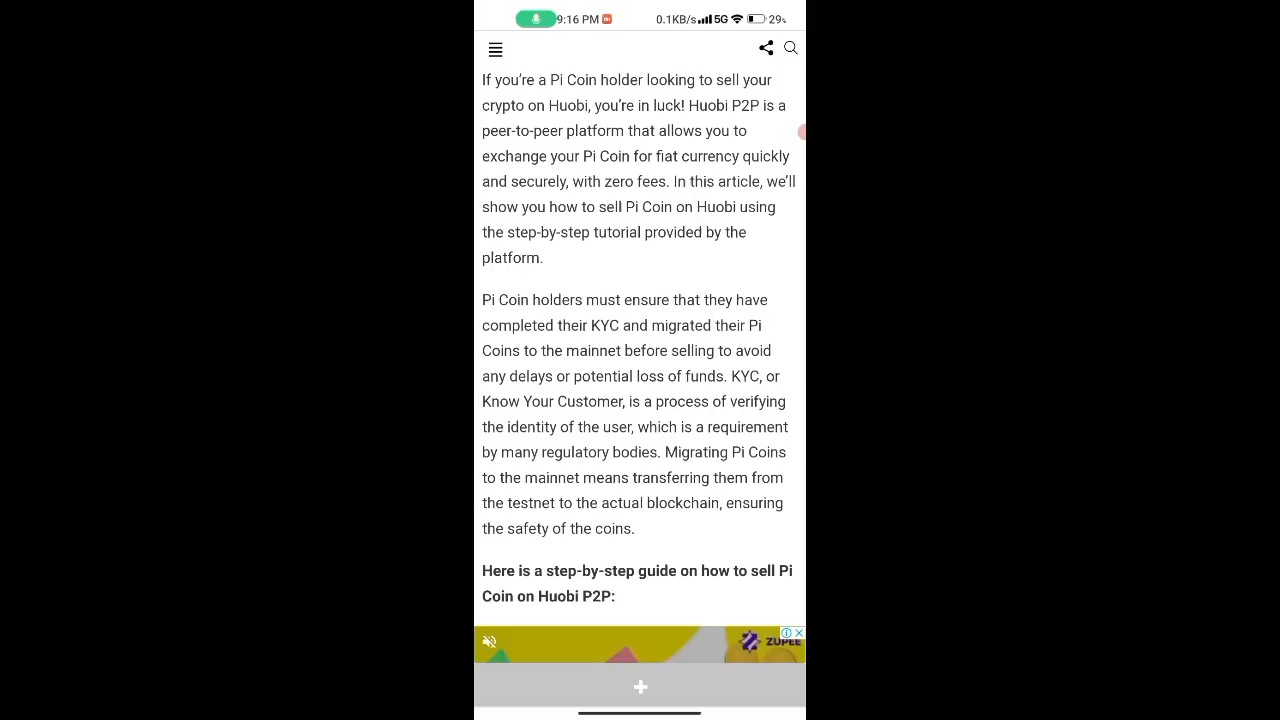 9:16 PM 0.1KB/s 5G 29%
If you’re a Pi Coin holder looking to sell your
crypto on Huobi, you’re in luck! Huobi P2P is a
peer-to-peer platform that allows you to
exchange your Pi Coin for fiat currency quickly
and securely, with zero fees. In this article, we’ll
show you how to sell Pi Coin on Huobi using
the step-by-step tutorial provided by the
platform.
Pi Coin holders must ensure that they have
completed their KYC and migrated their Pi
Coins to the mainnet before selling to avoid
any delays or potential loss of funds. KYC, or
Know Your Customer, is a process of verifying
the identity of the user, which is a requirement
by many regulatory bodies. Migrating Pi Coins
to the mainnet means transferring them from
the testnet to the actual blockchain, ensuring
the safety of the coins.
Here is a step-by-step guide on how to sell Pi
Coin on Huobi P2P:
ZUPEE